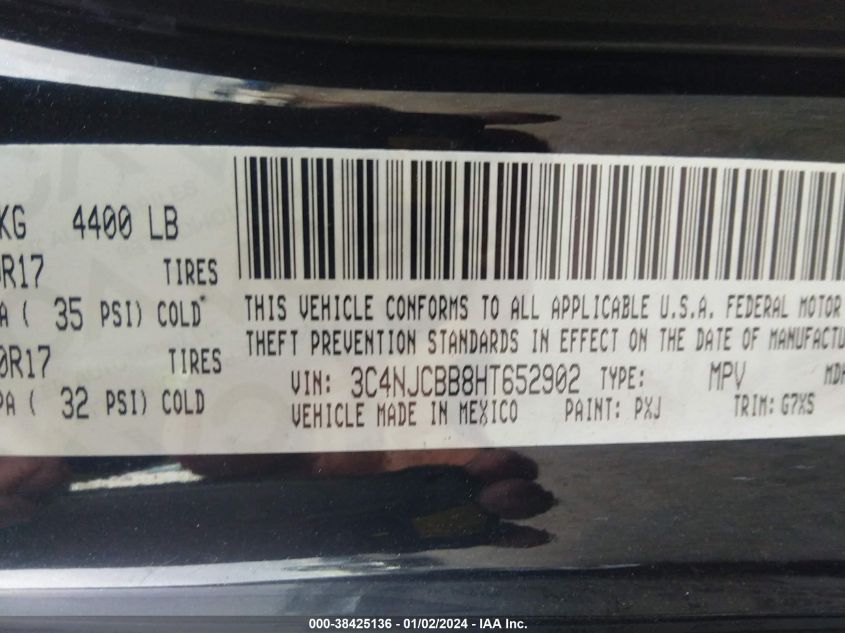 KG 4400 LB
R17 TIRES
A ( 35 PSI) COLD*
0R17 TIRES
PA ( 32 PSI) COLD
THIS VEHICLE CONFORMS TO ALL APPLICABLE U.S.A. FEDERAL MOTOR
THEFT PREVENTION STANDARDS IN EFFECT ON THE DATE OF MANUFACTU
VIN: 3C4NJCBB8HT652902 TYPE: MPV MDH
VEHICLE MADE IN MEXICO PAINT: PXJ TRIM: G7XS
000-38425136 - 01/02/2024 - IAA Inc.